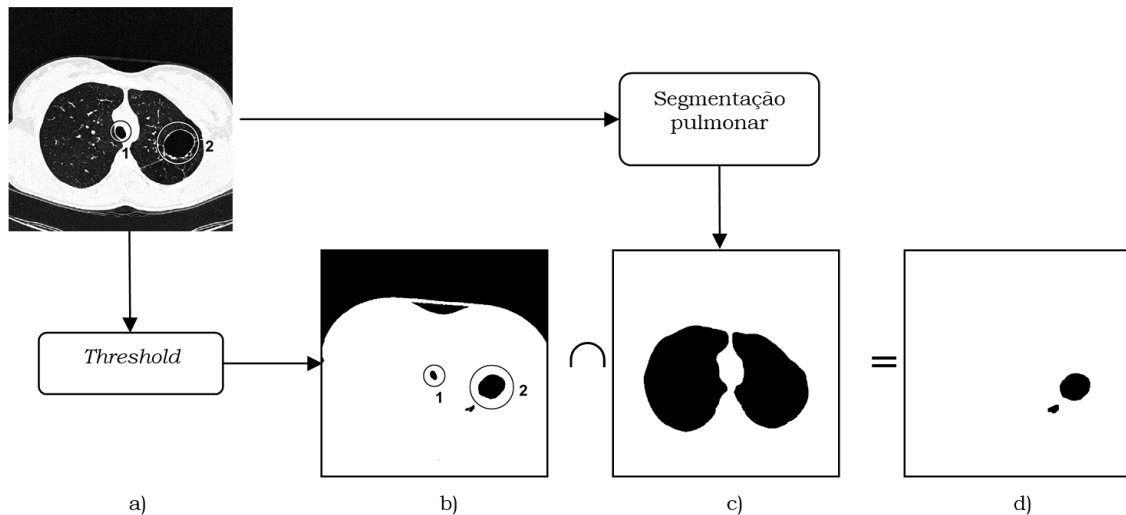 Segmentação
pulmonar
1
2
Threshold
1
2
=
a)
b)
c)
d)